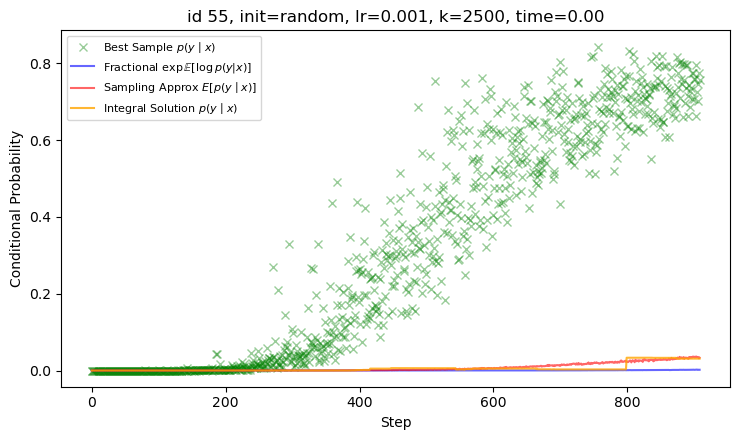 id 55, init=random, lr=0.001, k=2500, time=0.00
Best Sample p(y | x)
Fractional exp𝔼[log p(y|x)]
Sampling Approx E[p(y | x)]
Integral Solution p(y | x)
Conditional Probability
0.8
0.6
0.4
0.2
0.0
0 200 400 600 800
Step